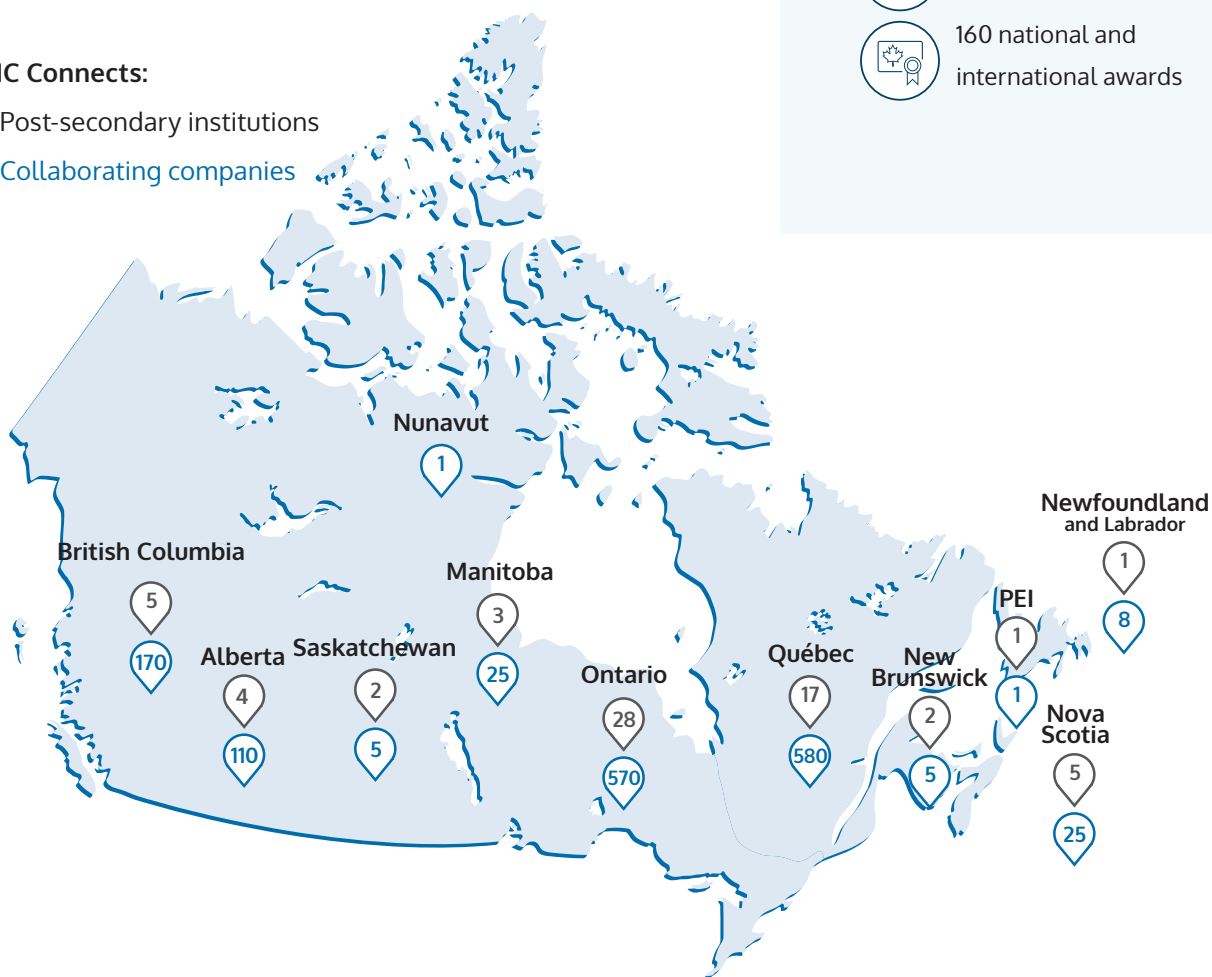 160 national and
international awards
IC Connects:
Post-secondary institutions
Collaborating companies
Nunavut
1
British Columbia
5
170
Alberta
4
110
Saskatchewan
2
5
Manitoba
3
25
Ontario
28
570
Québec
17
580
New
Brunswick
2
5
PEI
1
1
Newfoundland
and Labrador
1
8
Nova
Scotia
5
25